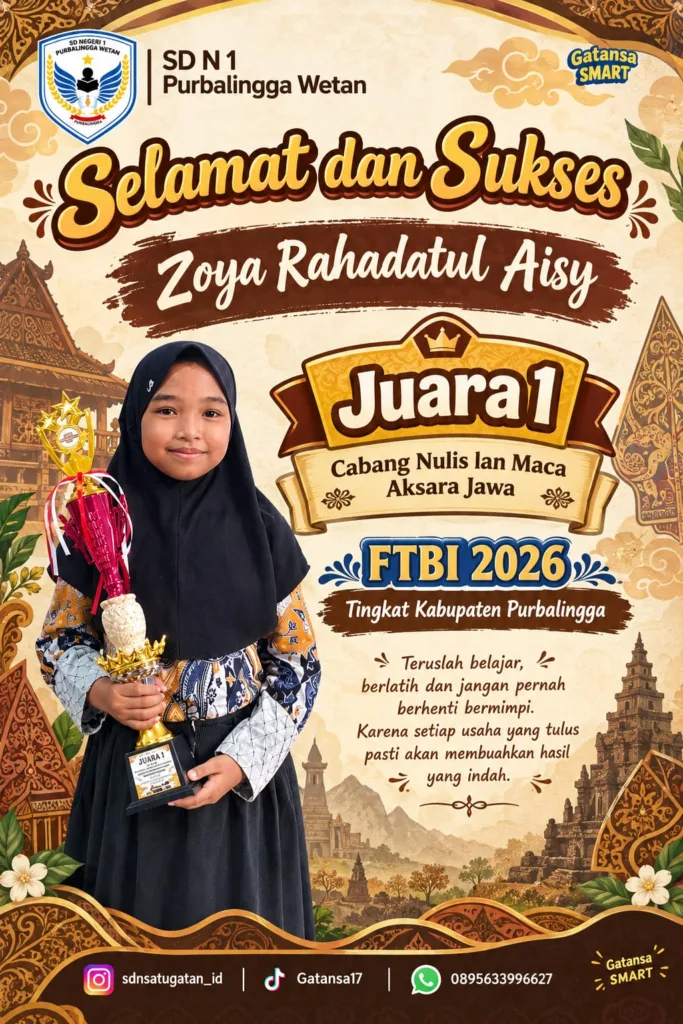 SD NEGERI 1
PURBALINGGA WETAN
PURBALINGGA
SD N 1
Purbalingga Wetan
Gatansa
SMART
Selamat dan Sukses
Zoya Rahadatul Aisy
Juara 1
Cabang Nulis lan Maca
Aksara Jawa
FTBI 2026
Tingkat Kabupaten Purbalingga
Teruslah belajar,
berlatih dan jangan pernah
berhenti bermimpi.
Karena setiap usaha yang tulus
pasti akan membuahkan hasil
yang indah.
JUARA 1
sdnsatugatan_id
Gatansa17
0895633996627
Gatansa
SMART